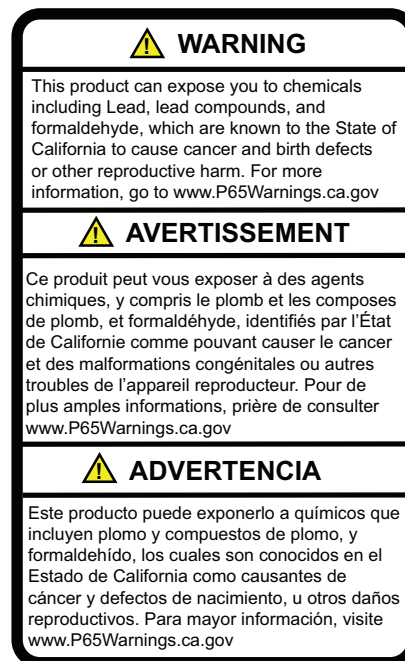 WARNING
This product can expose you to chemicals
including Lead, lead compounds, and
formaldehyde, which are known to the State of
California to cause cancer and birth defects
or other reproductive harm. For more
information, go to www.P65Warnings.ca.gov
AVERTISSEMENT
Ce produit peut vous exposer à des agents
chimiques, y compris le plomb et les composes
de plomb, et formaldéhyde, identifiés par l’État
de Californie comme pouvant causer le cancer
et des malformations congénitales ou autres
troubles de l’appareil reproducteur. Pour de
plus amples informations, prière de consulter
www.P65Warnings.ca.gov
ADVERTENCIA
Este producto puede exponerlo a químicos que
incluyen plomo y compuestos de plomo, y
formaldehído, los cuales son conocidos en el
Estado de California como causantes de
cáncer y defectos de nacimiento, u otros daños
reproductivos. Para mayor información, visite
www.P65Warnings.ca.gov